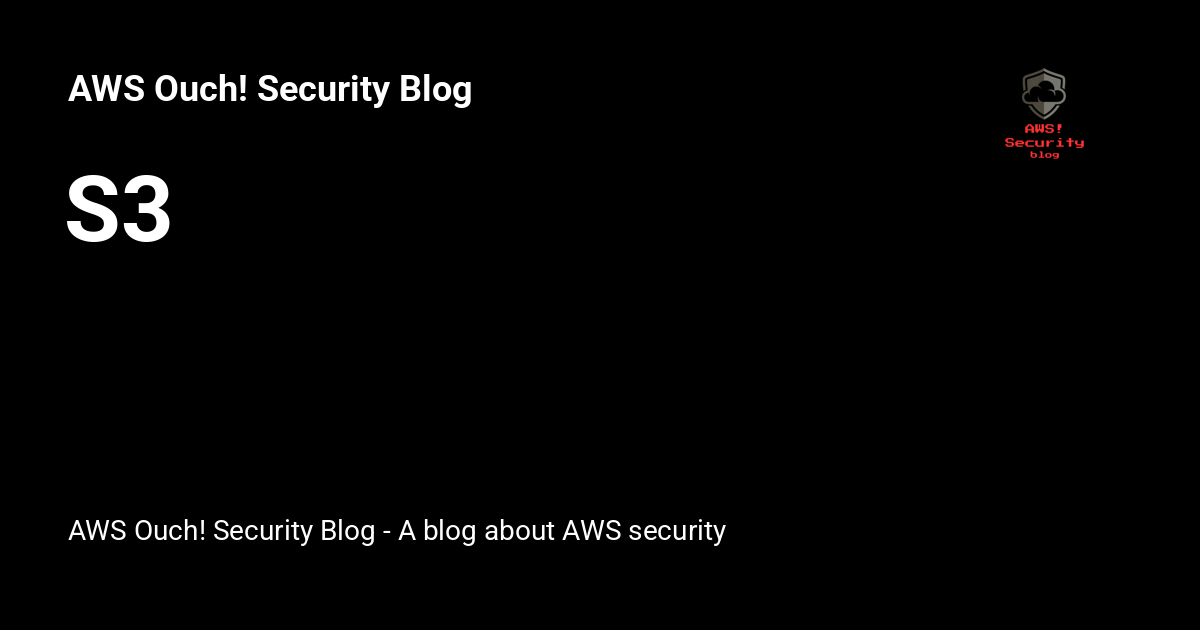 AWS Ouch! Security Blog
AWS!
Security
blog
S3
AWS Ouch! Security Blog - A blog about AWS security